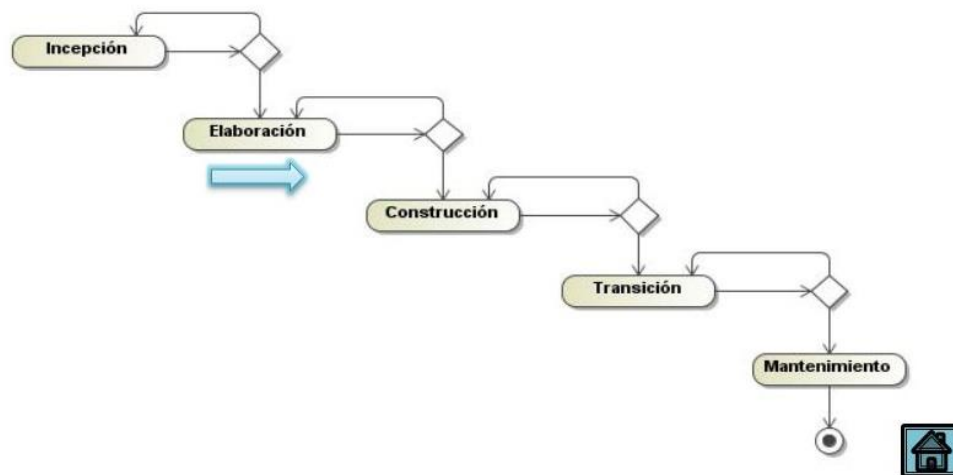 Incepción
Elaboración
Construcción
Transición
Mantenimiento